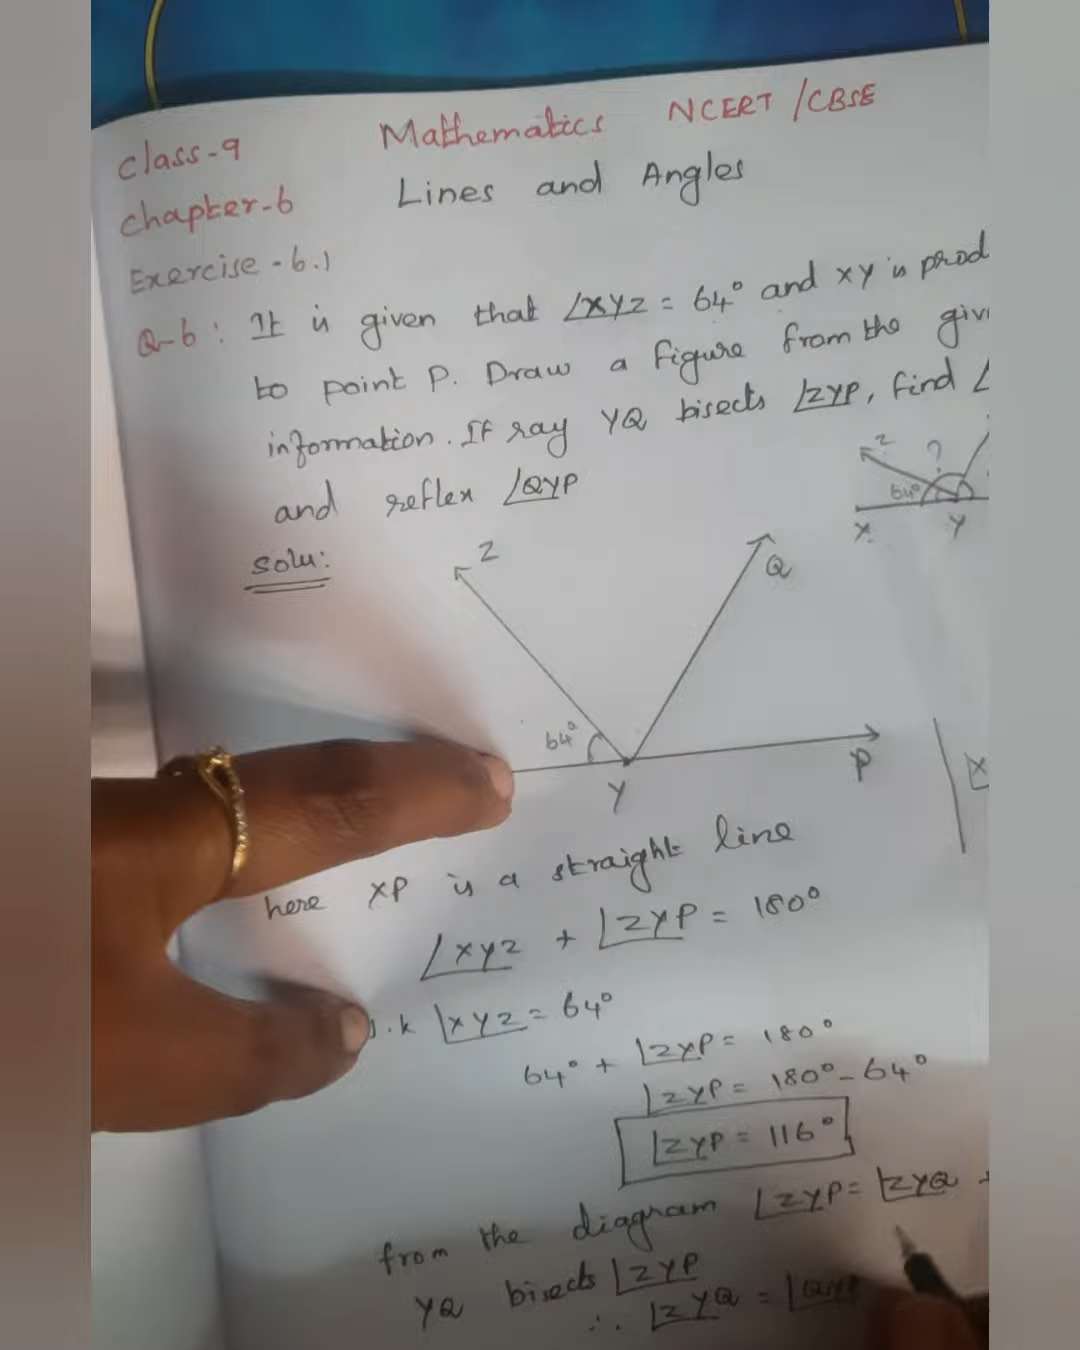 class-9 Mathematics NCERT/CBSE
chapter-6 Lines and Angles
Exercise-6.1
Q-6: It is given that ∠XYZ = 64° and XY is prod
to point P. Draw a figure from the giv
information. If ray YQ bisects ∠ZYP, find ∠
and reflex ∠QYP
Z
?
64°
X Y
Solu:
Z
Q
64°
Y
P
X
here XP is a straight line
∠XYZ + ∠ZYP = 180°
.k ∠XYZ = 64°
64° + ∠ZYP = 180°
∠ZYP = 180° - 64°
∠ZYP = 116°
from the diagram ∠ZYP = ∠ZYQ +
YQ bisects ∠ZYP
∴ ∠ZYQ = ∠QYP